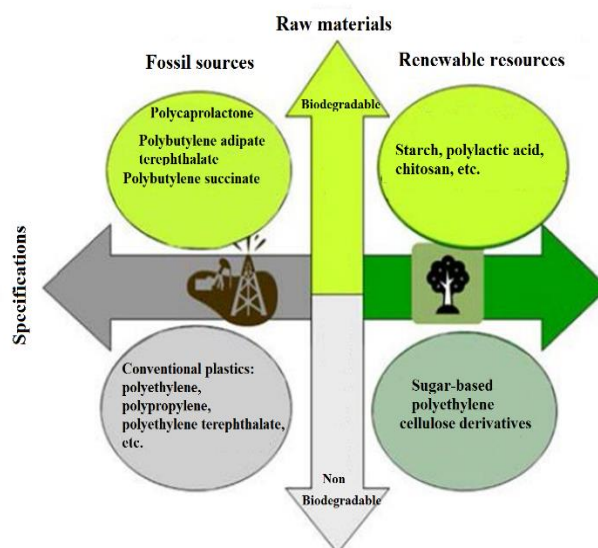 Raw materials
Fossil sources
Renewable resources
Biodegradable
Polycaprolactone
Polybutylene adipate
terephthalate
Polybutylene succinate
Starch, polylactic acid,
chitosan, etc.
Specifications
Conventional plastics:
polyethylene,
polypropylene,
polyethylene terephthalate,
etc.
Sugar-based
polyethylene
cellulose derivatives
Non
Biodegradable